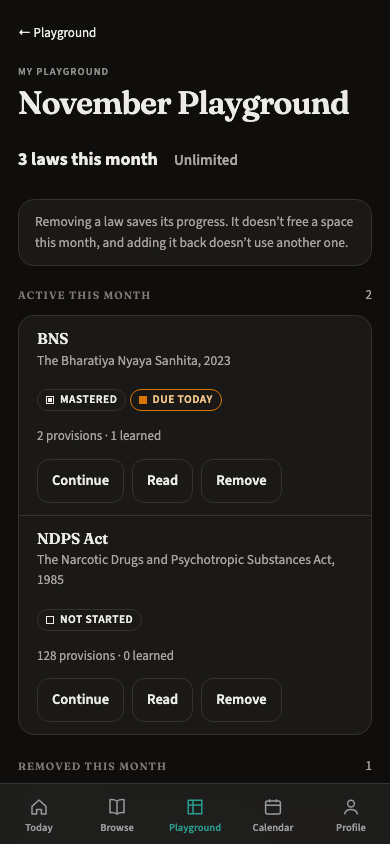 ← Playground
MY PLAYGROUND
November Playground
3 laws this month Unlimited
Removing a law saves its progress. It doesn’t free a space
this month, and adding it back doesn’t use another one.
ACTIVE THIS MONTH 2
BNS
The Bharatiya Nyaya Sanhita, 2023
MASTERED DUE TODAY
2 provisions · 1 learned
Continue Read Remove
NDPS Act
The Narcotic Drugs and Psychotropic Substances Act,
1985
NOT STARTED
128 provisions · 0 learned
Continue Read Remove
REMOVED THIS MONTH 1
Today Browse Playground Calendar Profile